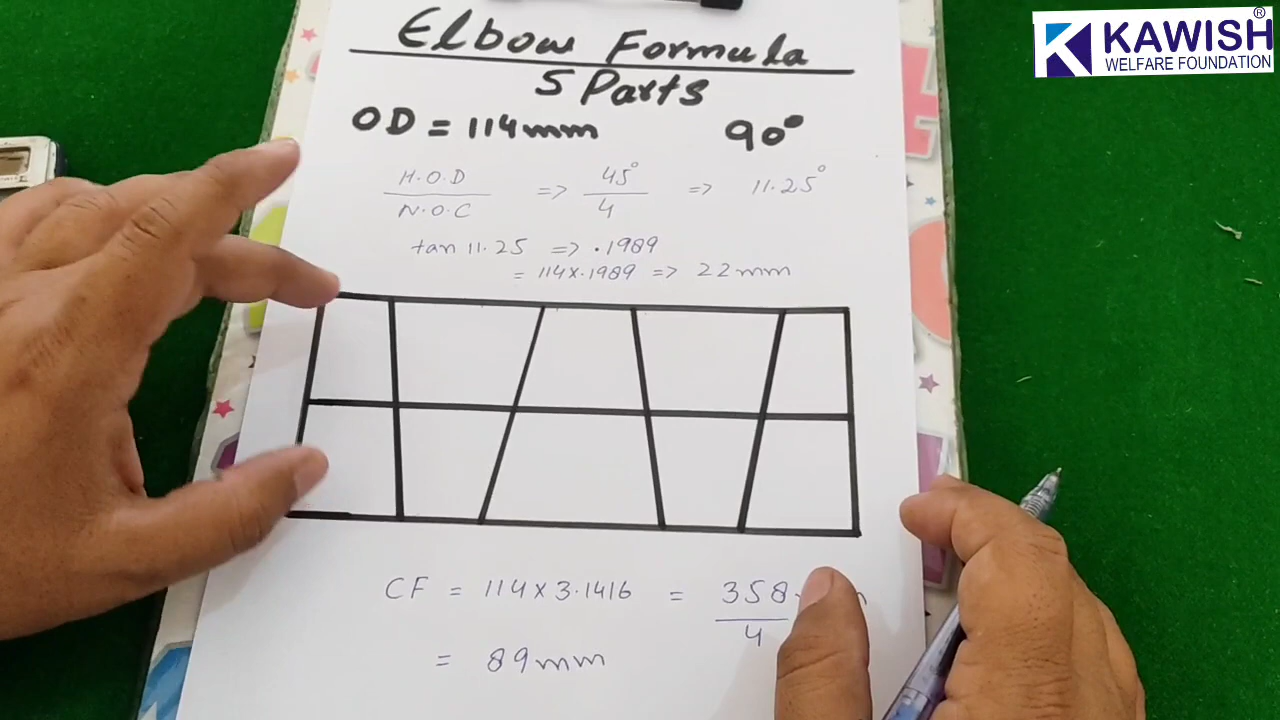 KAWISH®
WELFARE FOUNDATION
Elbow Formula
5 Parts
OD = 114mm 90°
H.O.D / N.O.C => 45° / 4 => 11.25°
tan 11.25 => .1989
= 114x.1989 => 22mm
CF = 114 x 3.1416 = 358 / 4
= 89mm